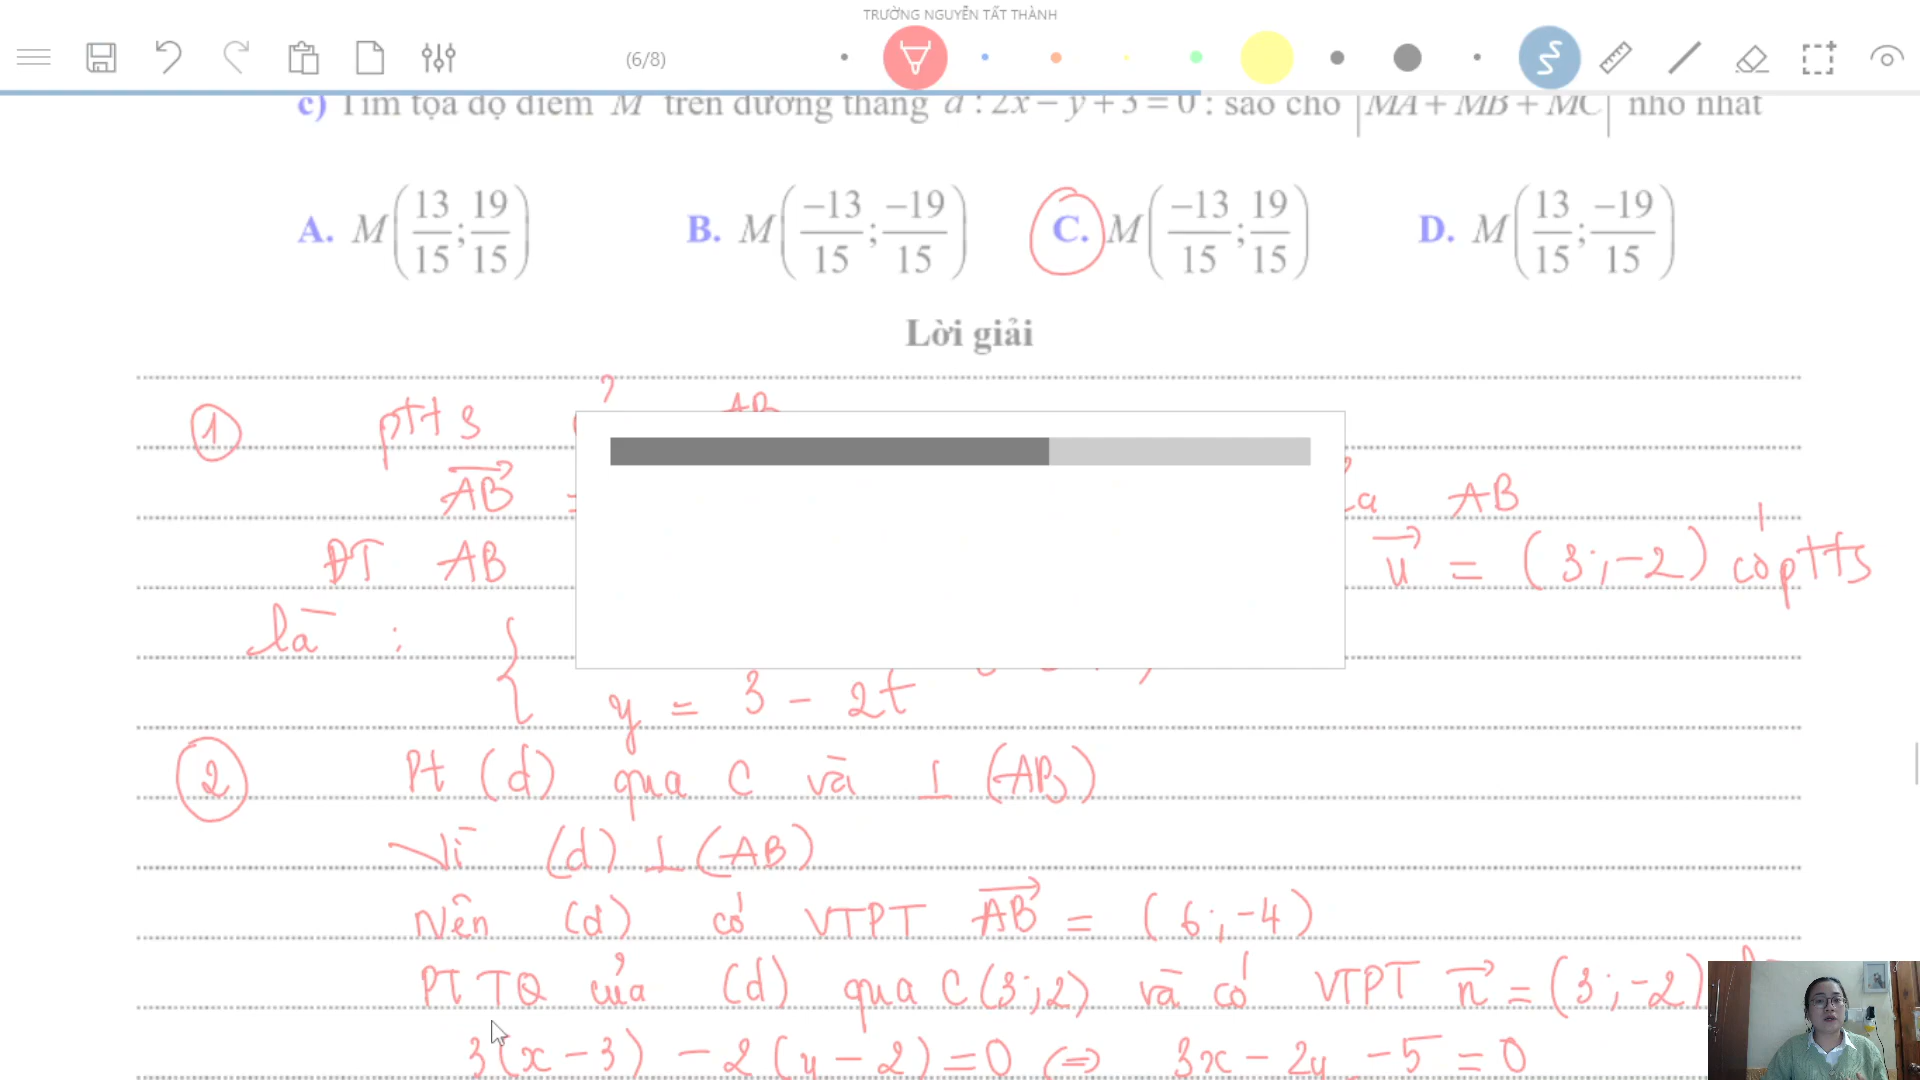 TRƯỜNG NGUYỄN TẤT THÀNH
(6/8)
c) Tìm tọa độ điểm M trên đường thẳng d : 2x − y + 3 = 0 : sao cho |MA + MB + MC| nhỏ nhất
A. M(13/15; 19/15) B. M(−13/15; −19/15) C. M(−13/15; 19/15) D. M(13/15; −19/15)
Lời giải
① ptts AB
AB⃗ = AB
ĐT AB u⃗ = (3; −2) có ptts
là : {
y = 3 − 2t
② Pt (d) qua C và ⊥ (AB)
Vì (d) ⊥ (AB)
Nên (d) có VTPT AB⃗ = (6; −4)
PTTQ của (d) qua C(3; 2) và có VTPT n⃗ = (3; −2)
3(x − 3) − 2(y − 2) = 0 ⇔ 3x − 2y − 5 = 0